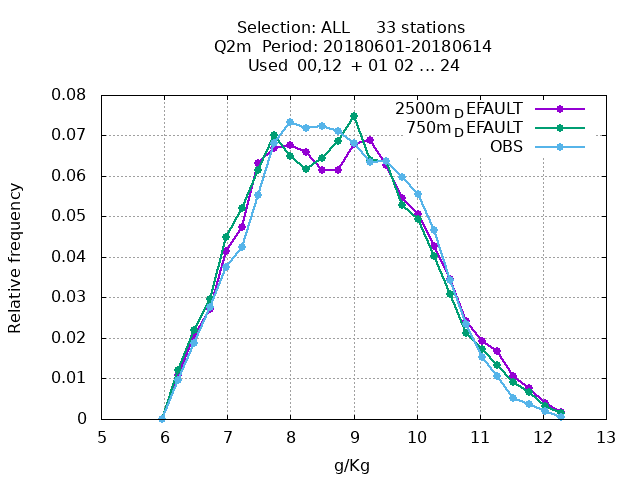 Selection: ALL 33 stations
Q2m Period: 20180601-20180614
Used 00,12 + 01 02 ... 24
0.08
0.07
0.06
0.05
0.04
0.03
0.02
0.01
0
Relative frequency
2500m_DEFAULT
750m_DEFAULT
OBS
5 6 7 8 9 10 11 12 13
g/Kg